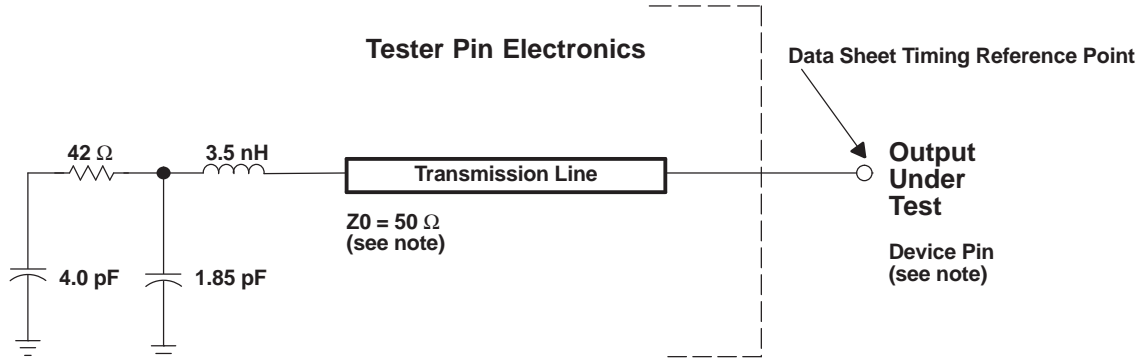 Tester Pin Electronics
Data Sheet Timing Reference Point
42 Ω
3.5 nH
Transmission Line
Output
Under
Test
Z0 = 50 Ω
(see note)
Device Pin
(see note)
4.0 pF
1.85 pF